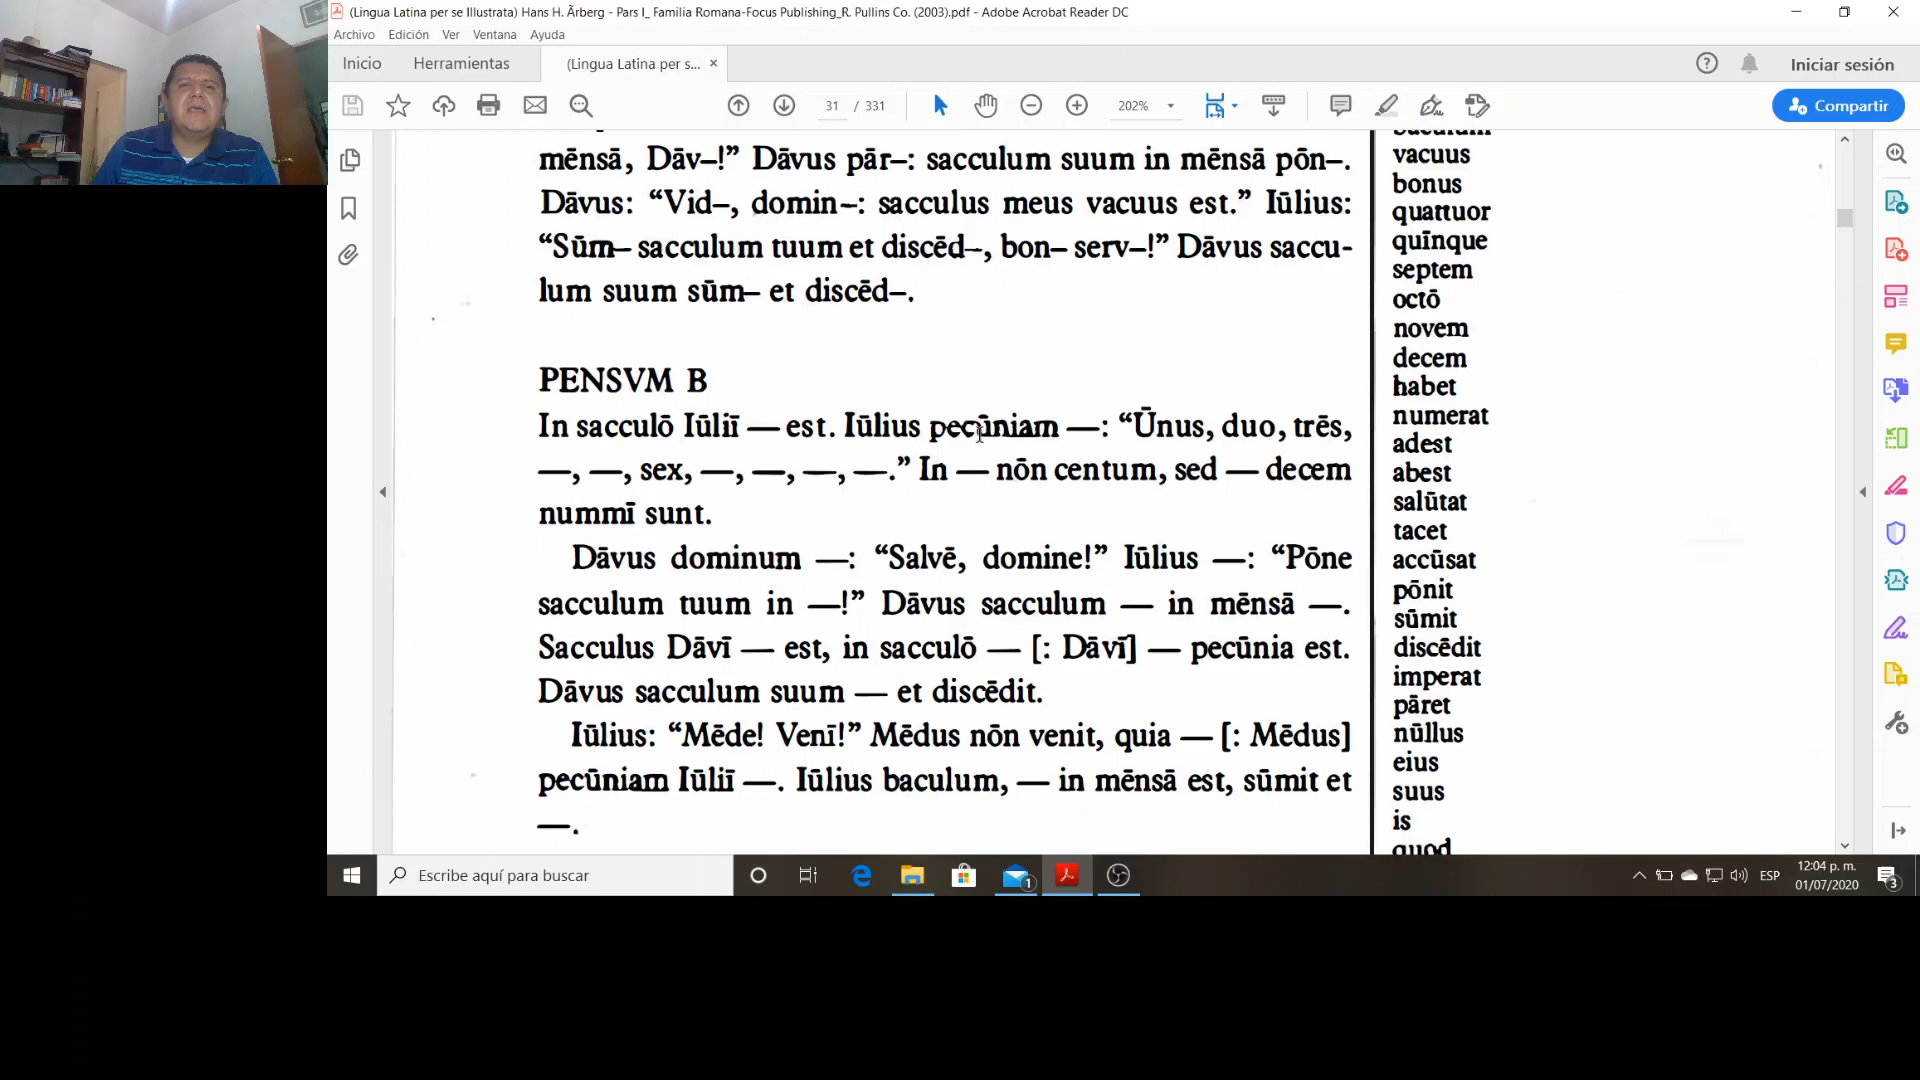 (Lingua Latina per se Illustrata) Hans H. Ãrberg - Pars I_ Familia Romana-Focus Publishing_R. Pullins Co. (2003).pdf - Adobe Acrobat Reader DC
Archivo Edición Ver Ventana Ayuda
Inicio Herramientas (Lingua Latina per s... × Iniciar sesión
31 / 331 202% Compartir
mēnsā, Dāv–!” Dāvus pār–: sacculum suum in mēnsā pōn–.
Dāvus: “Vid–, domin–: sacculus meus vacuus est.” Iūlius:
“Sūm– sacculum tuum et discēd–, bon– serv–!” Dāvus saccu-
lum suum sūm– et discēd–.
PENSVM B
In sacculō Iūliī — est. Iūlius pecūniam —: “Ūnus, duo, trēs,
—, —, sex, —, —, —, —.” In — nōn centum, sed — decem
nummī sunt.
Dāvus dominum —: “Salvē, domine!” Iūlius —: “Pōne
sacculum tuum in —!” Dāvus sacculum — in mēnsā —.
Sacculus Dāvī — est, in sacculō — [: Dāvī] — pecūnia est.
Dāvus sacculum suum — et discēdit.
Iūlius: “Mēde! Venī!” Mēdus nōn venit, quia — [: Mēdus]
pecūniam Iūliī —. Iūlius baculum, — in mēnsā est, sūmit et
—.
baculum
vacuus
bonus
quattuor
quīnque
septem
octō
novem
decem
habet
numerat
adest
abest
salūtat
tacet
accūsat
pōnit
sūmit
discēdit
imperat
pāret
nūllus
eius
suus
is
quod
Escribe aquí para buscar
1
ESP
12:04 p. m.
01/07/2020
3